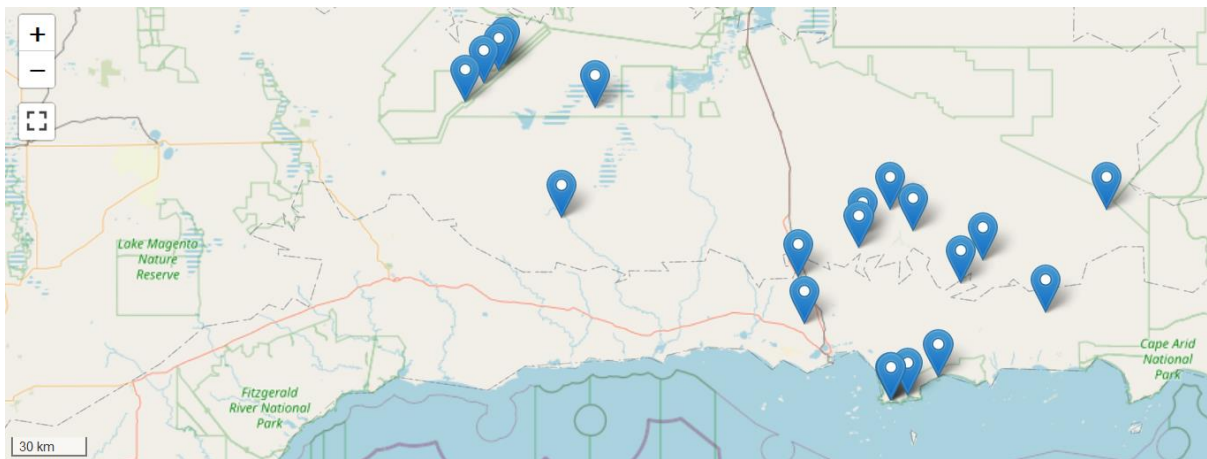 +
−
Lake Magenta
Nature
Reserve
Fitzgerald
River National
Park
Cape Arid
National
Park
30 km